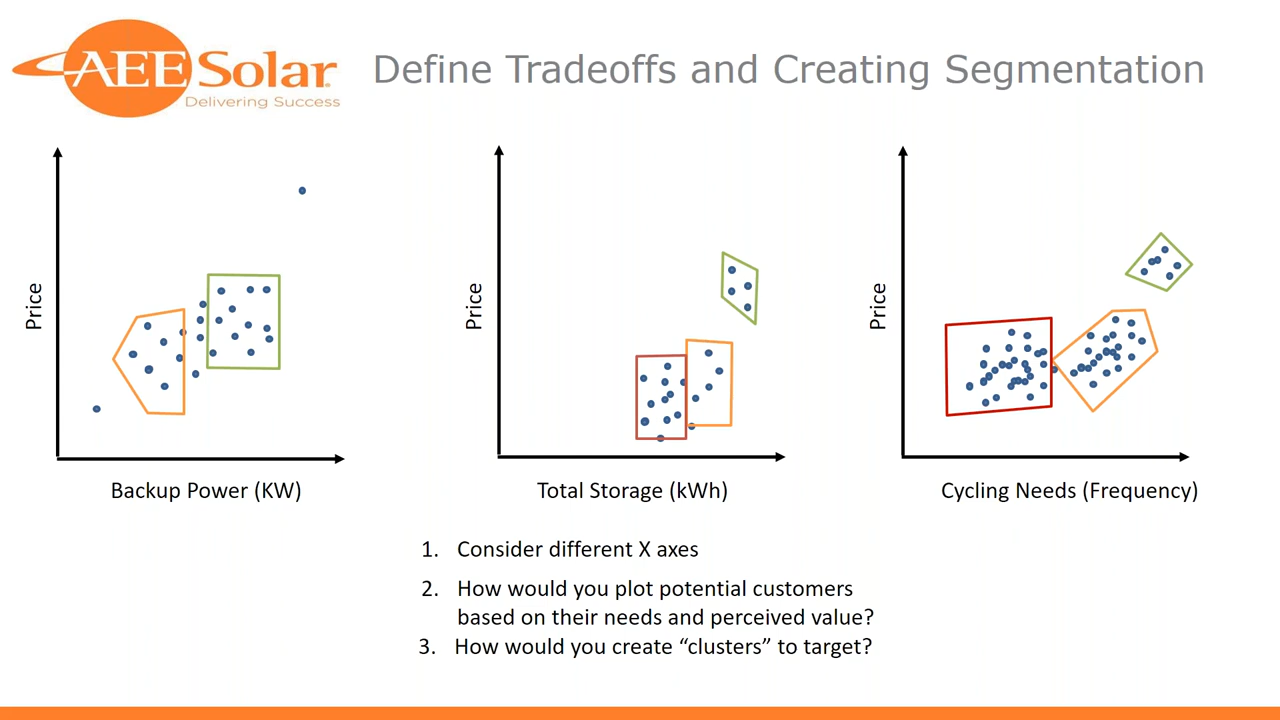 AEE Solar
Delivering Success
Define Tradeoffs and Creating Segmentation
Price
Backup Power (KW)
Price
Total Storage (kWh)
Price
Cycling Needs (Frequency)
1. Consider different X axes
2. How would you plot potential customers
based on their needs and perceived value?
3. How would you create “clusters” to target?